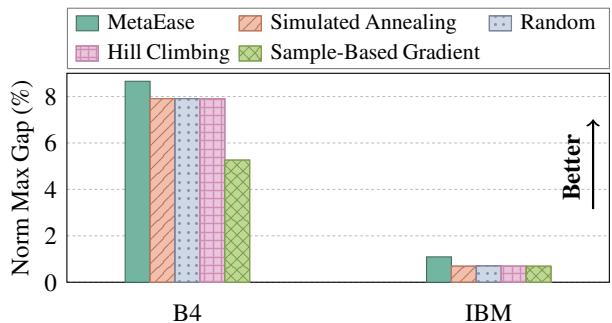 MetaEase Simulated Annealing Random
Hill Climbing Sample-Based Gradient
Norm Max Gap (%)
8
6
4
2
0
Better
B4 IBM